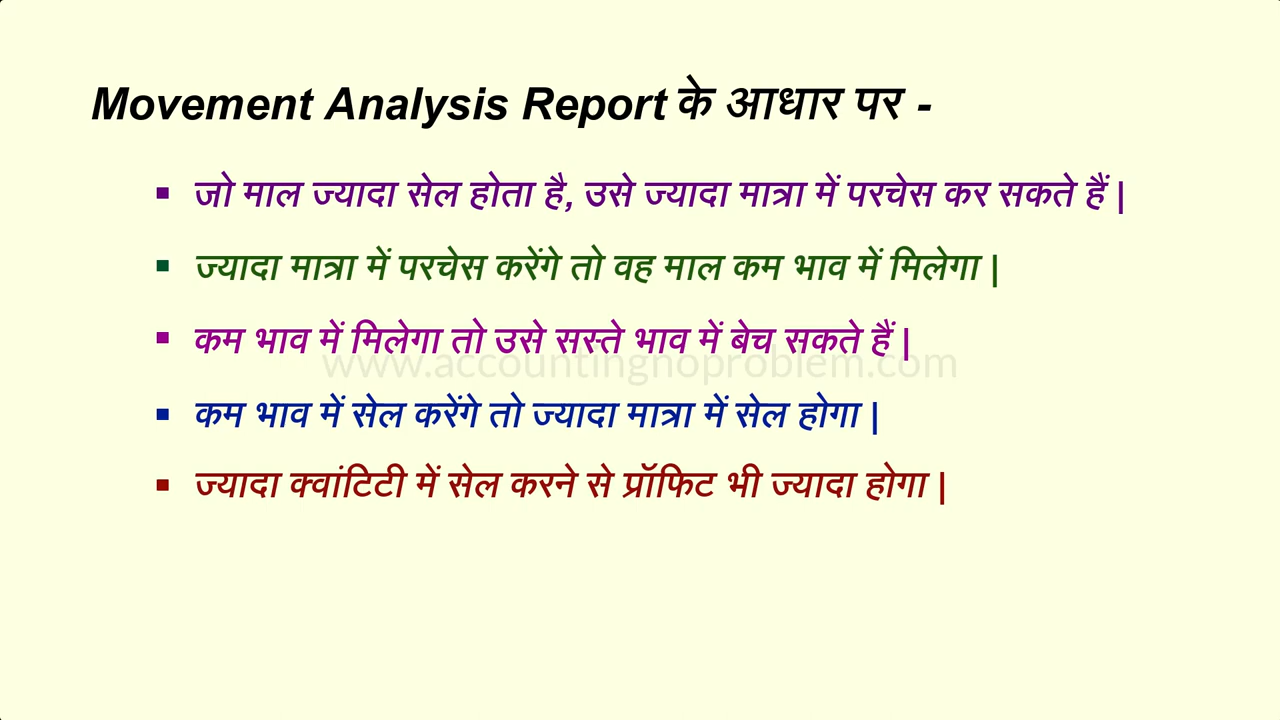 Movement Analysis Report के आधार पर -
▪ जो माल ज्यादा सेल होता है, उसे ज्यादा मात्रा में परचेस कर सकते हैं |
▪ ज्यादा मात्रा में परचेस करेंगे तो वह माल कम भाव में मिलेगा |
▪ कम भाव में मिलेगा तो उसे सस्ते भाव में बेच सकते हैं |
www.accountingnoproblem.com
▪ कम भाव में सेल करेंगे तो ज्यादा मात्रा में सेल होगा |
▪ ज्यादा क्वांटिटी में सेल करने से प्रॉफिट भी ज्यादा होगा |